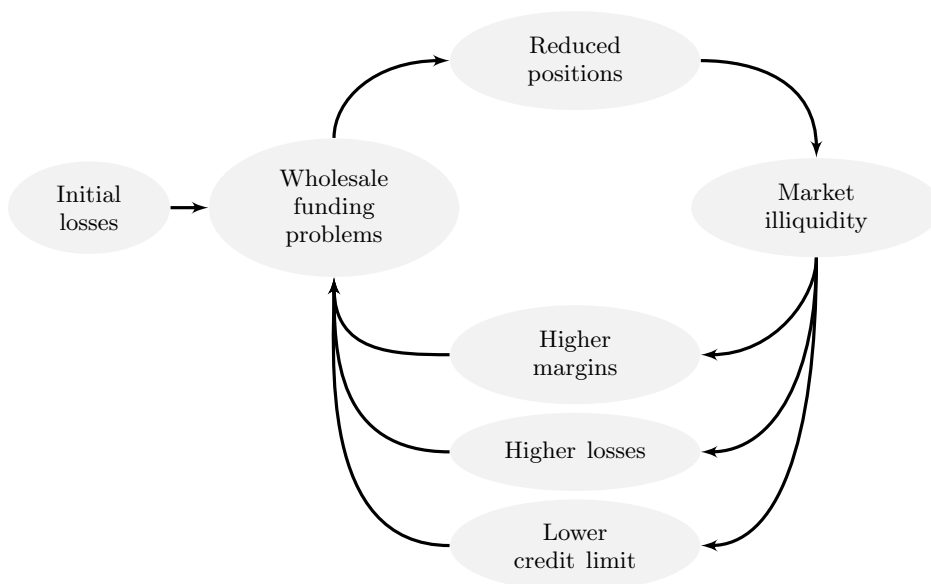 Reduced
positions
Initial
losses
Wholesale
funding
problems
Market
illiquidity
Higher
margins
Higher losses
Lower
credit limit